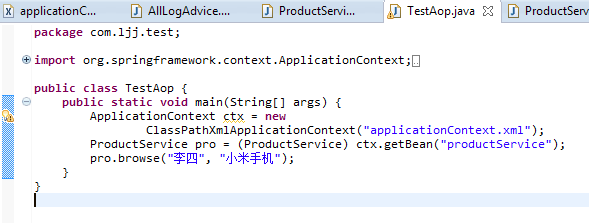 applicationC... AllLogAdvice.java ProductServi... TestAop.java ProductServ
package com.ljj.test;
import org.springframework.context.ApplicationContext;
public class TestAop {
public static void main(String[] args) {
ApplicationContext ctx = new
ClassPathXmlApplicationContext("applicationContext.xml");
ProductService pro = (ProductService) ctx.getBean("productService");
pro.browse("李四", "小米手机");
}
}